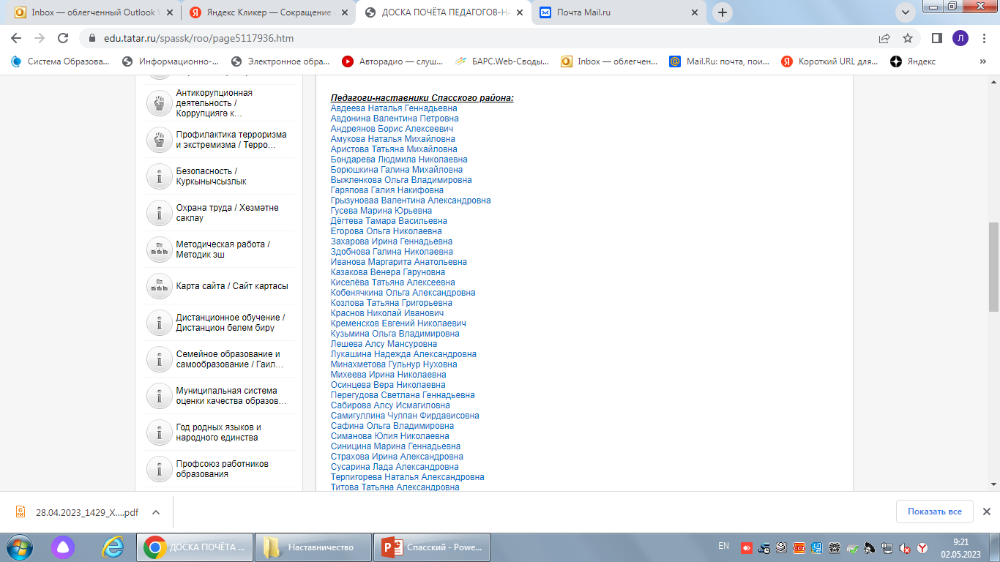 Inbox — облегченный Outlook \
Яндекс Кликер — Сокращение
ДОСКА ПОЧЁТА ПЕДАГОГОВ-НА
Почта Mail.ru
edu.tatar.ru/spassk/roo/page5117936.htm
Л
Система Образова...
Информационно-...
Электронное обра...
Авторадио — слуш...
БАРС.Web-Своды...
Inbox — облегчен...
Mail.Ru: почта, пои...
Короткий URL для...
Яндекс
»
Антикорупционная
деятельность /
Коррупциягә к...
Профилактика терроризма
и экстремизма / Терро...
Безопасность /
Куркынычсызлык
Охрана труда / Хезмәтне
саклау
Методическая работа /
Методик эш
Карта сайта / Сайт картасы
Дистанционное обучение /
Дистанцион белем бирү
Семейное образование и
самообразование / Гаил...
Муниципальная система
оценки качества образов...
Год родных языков и
народного единства
Профсоюз работников
образования
Педагоги-наставники Спасского района:
Авдеева Наталья Геннадьевна
Авдонина Валентина Петровна
Андреянов Борис Алексеевич
Амукова Наталья Михайловна
Аристова Татьяна Михайловна
Бондарева Людмила Николаевна
Борюшкина Галина Михайловна
Выжленкова Ольга Владимировна
Гаряпова Галия Накифовна
Грызуноваа Валентина Александровна
Гусева Марина Юрьевна
Дёгтева Тамара Васильевна
Егорова Ольга Николаевна
Захарова Ирина Геннадьевна
Здобнова Галина Николаевна
Иванова Маргарита Анатольевна
Казакова Венера Гаруновна
Киселёва Татьяна Алексеевна
Кобенячкина Ольга Александровна
Козлова Татьяна Григорьевна
Краснов Николай Иванович
Кременсков Евгений Николаевич
Кузьмина Ольга Владимировна
Лешева Алсу Мансуровна
Лукашина Надежда Александровна
Минахметова Гульнур Нуховна
Михеева Ирина Николаевна
Осинцева Вера Николаевна
Перегудова Светлана Геннадьевна
Сабирова Алсу Исмагиловна
Самигуллина Чулпан Фирдависовна
Сафина Ольга Владимировна
Симанова Юлия Николаевна
Синицина Марина Геннадьевна
Страхова Ирина Александровна
Сусарина Лада Александровна
Терпигорева Наталья Александровна
Титова Татьяна Александровна
28.04.2023_1429_X....pdf
Показать все
ДОСКА ПОЧЁТА ...
Наставничество
Спасский - Powe...
EN
9:21
02.05.2023